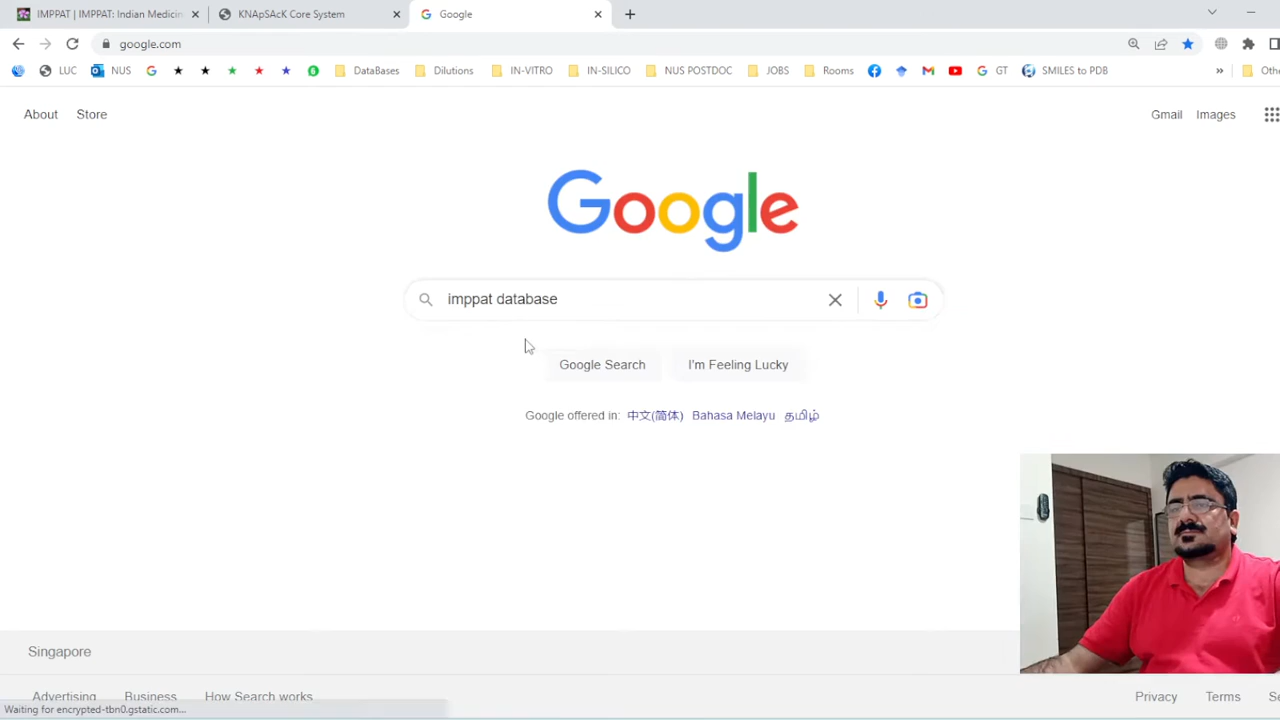 IMPPAT | IMPPAT: Indian Medicin
KNApSAcK Core System
Google
google.com
LUC
NUS
DataBases
Dilutions
IN-VITRO
IN-SILICO
NUS POSTDOC
JOBS
Rooms
GT
SMILES to PDB
»
Othe
About
Store
Gmail
Images
Google
imppat database
Google Search
I'm Feeling Lucky
Google offered in: 中文(简体) Bahasa Melayu தமிழ்
Singapore
Advertising
Business
How Search works
Privacy
Terms
Se
Waiting for encrypted-tbn0.gstatic.com...